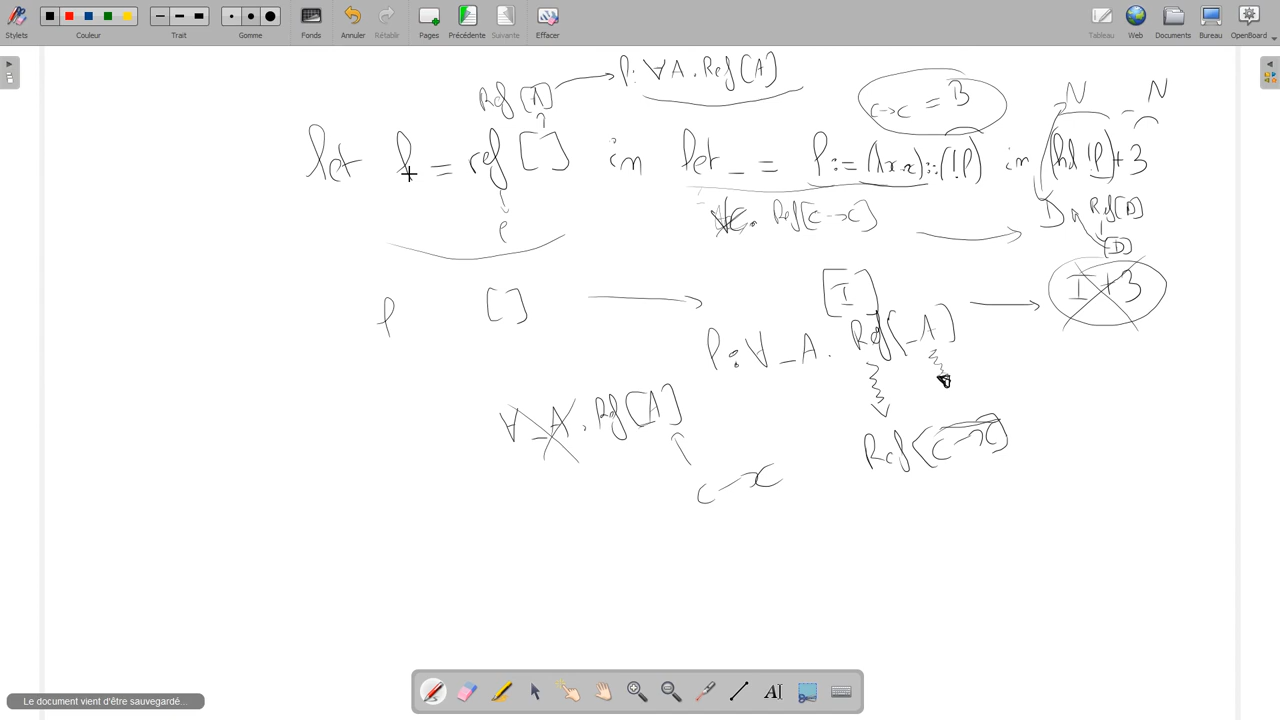 Stylets Couleur Trait Gomme Fonds Annuler Rétablir Pages Précédente Suivante Effacer Tableau Web Documents Bureau OpenBoard
l: ∀A. Ref[A]
Ref [A]
C→C = B
N N
let l = ref [] in let _ = l := (λx.x)::(!l) in (hd !l)+3
∀C. Ref[C→C]
D Ref[D]
[D]
l [] [I] I+3
l: ∀_A. Ref[_A]
∀_A. Ref[A]
Ref[C→C]
C→C
Le document vient d'être sauvegardé...